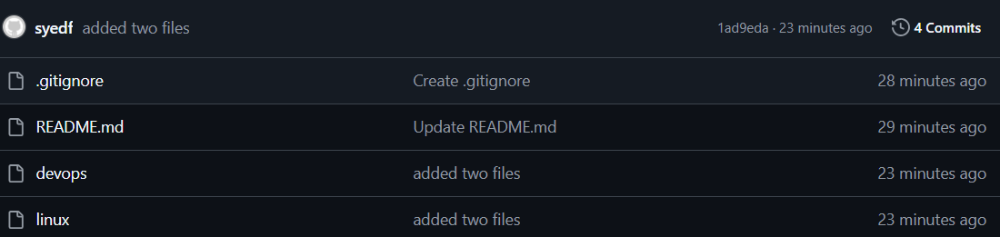 syedf added two files 1ad9eda · 23 minutes ago 4 Commits
.gitignore Create .gitignore 28 minutes ago
README.md Update README.md 29 minutes ago
devops added two files 23 minutes ago
linux added two files 23 minutes ago